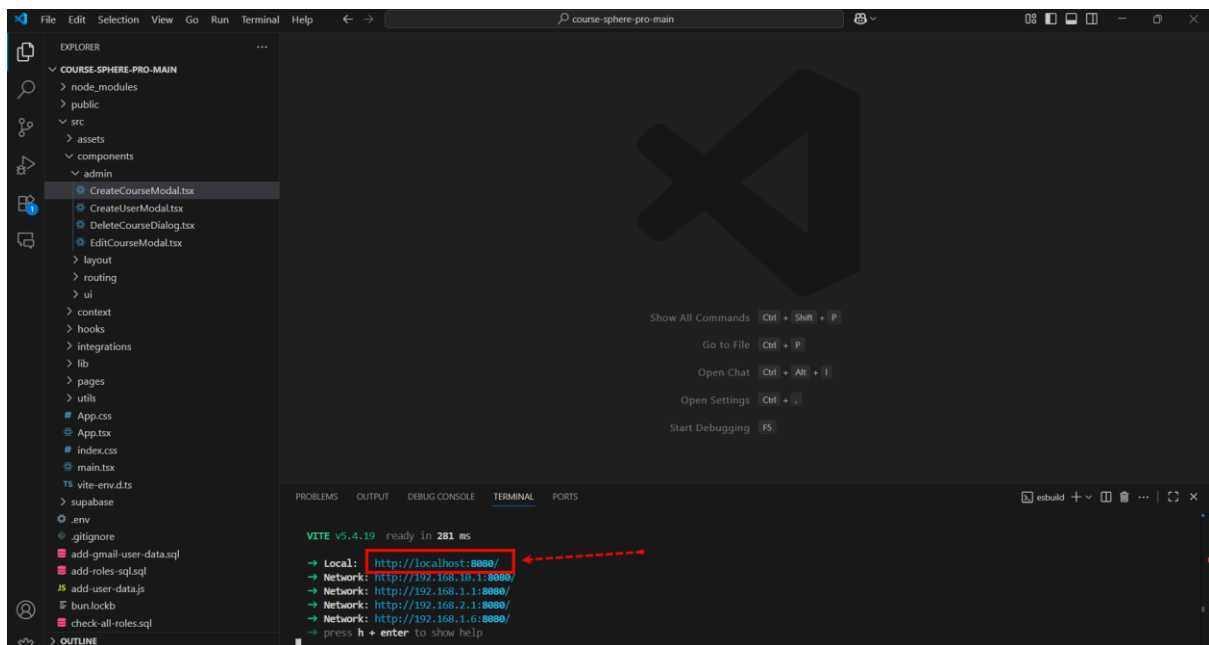 File Edit Selection View Go Run Terminal Help
course-sphere-pro-main
EXPLORER
COURSE-SPHERE-PRO-MAIN
node_modules
public
src
assets
components
admin
CreateCourseModal.tsx
CreateUserModal.tsx
DeleteCourseDialog.tsx
EditCourseModal.tsx
layout
routing
ui
context
hooks
integrations
lib
pages
utils
# App.css
App.tsx
# index.css
main.tsx
TS vite-env.d.ts
supabase
.env
.gitignore
add-gmail-user-data.sql
add-roles-sql.sql
JS add-user-data.js
bun.lockb
check-all-roles.sql
OUTLINE
1
Show All Commands Ctrl + Shift + P
Go to File Ctrl + P
Open Chat Ctrl + Alt + I
Open Settings Ctrl + ,
Start Debugging F5
PROBLEMS OUTPUT DEBUG CONSOLE TERMINAL PORTS
esbuild
VITE v5.4.19 ready in 281 ms
➜ Local: http://localhost:8080/
➜ Network: http://192.168.10.1:8080/
➜ Network: http://192.168.1.1:8080/
➜ Network: http://192.168.2.1:8080/
➜ Network: http://192.168.1.6:8080/
➜ press h + enter to show help